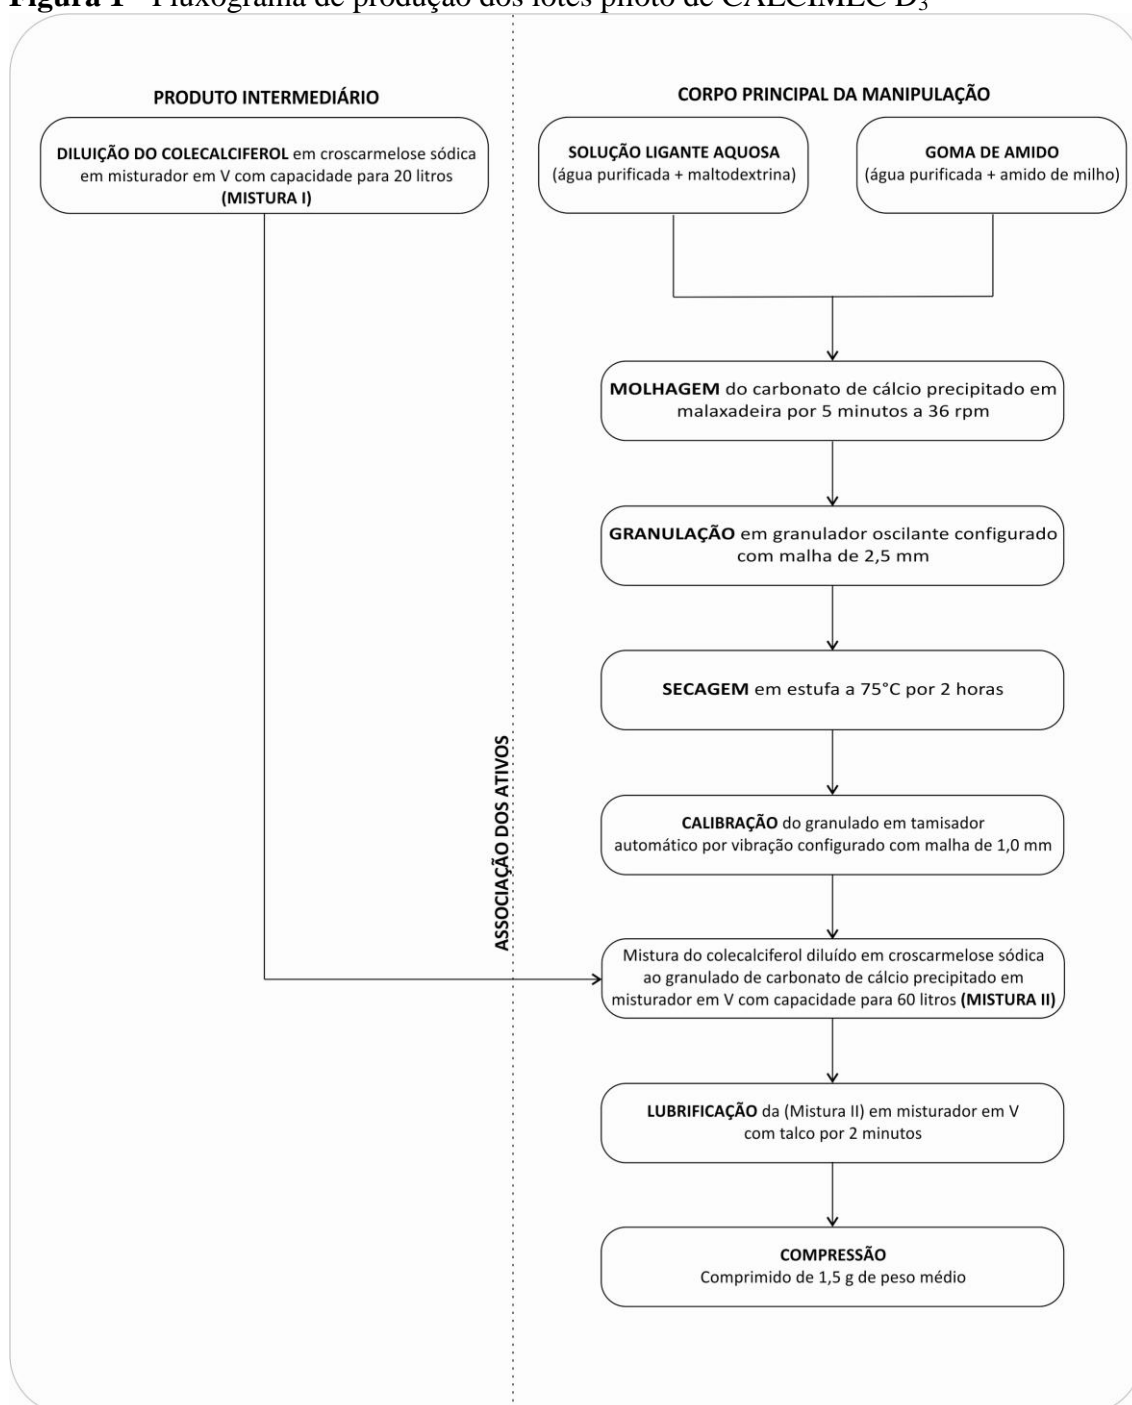 Figura 1 - Fluxograma de produção dos lotes piloto de CALCIMEC D3
PRODUTO INTERMEDIÁRIO
DILUIÇÃO DO COLECALCIFEROL em croscarmelose sódica
em misturador em V com capacidade para 20 litros
(MISTURA I)
ASSOCIAÇÃO DOS ATIVOS
CORPO PRINCIPAL DA MANIPULAÇÃO
SOLUÇÃO LIGANTE AQUOSA
(água purificada + maltodextrina)
GOMA DE AMIDO
(água purificada + amido de milho)
MOLHAGEM do carbonato de cálcio precipitado em
malaxadeira por 5 minutos a 36 rpm
GRANULAÇÃO em granulador oscilante configurado
com malha de 2,5 mm
SECAGEM em estufa a 75°C por 2 horas
CALIBRAÇÃO do granulado em tamisador
automático por vibração configurado com malha de 1,0 mm
Mistura do colecalciferol diluído em croscarmelose sódica
ao granulado de carbonato de cálcio precipitado em
misturador em V com capacidade para 60 litros (MISTURA II)
LUBRIFICAÇÃO da (Mistura II) em misturador em V
com talco por 2 minutos
COMPRESSÃO
Comprimido de 1,5 g de peso médio